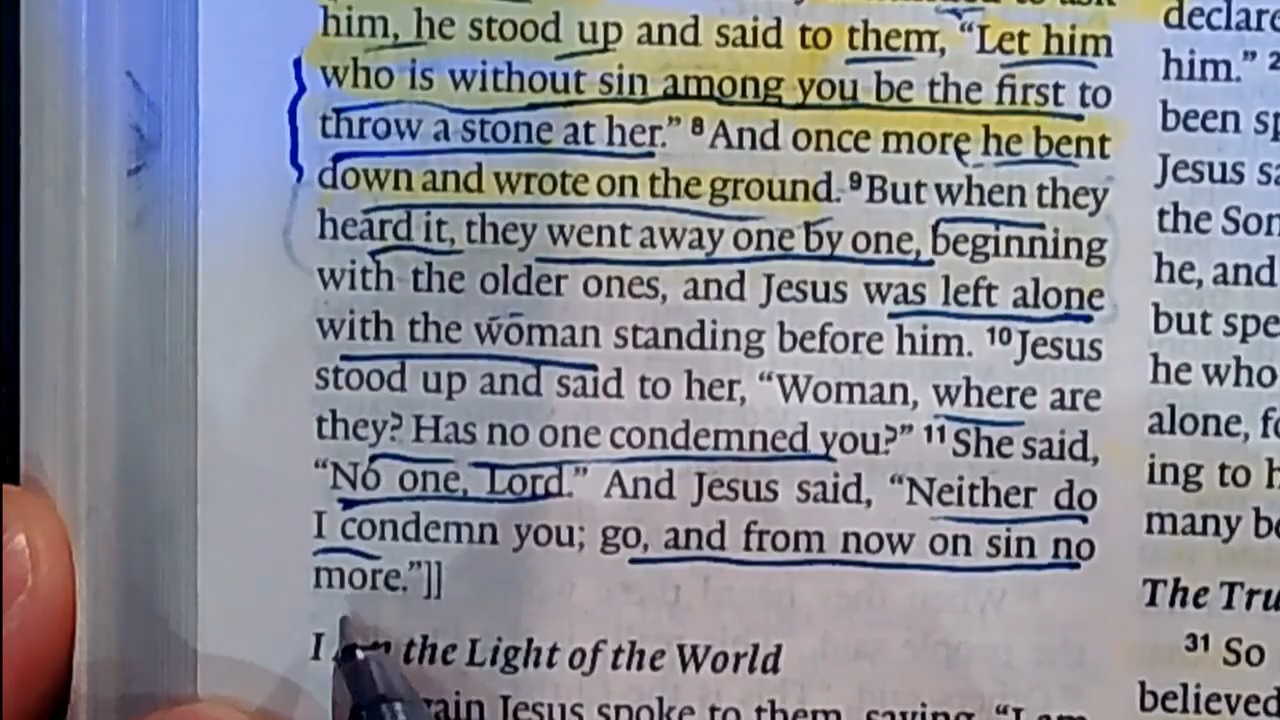 him, he stood up and said to them, “Let him
who is without sin among you be the first to
throw a stone at her.” ⁸ And once more he bent
down and wrote on the ground. ⁹ But when they
heard it, they went away one by one, beginning
with the older ones, and Jesus was left alone
with the woman standing before him. ¹⁰ Jesus
stood up and said to her, “Woman, where are
they? Has no one condemned you?” ¹¹ She said,
“No one, Lord.” And Jesus said, “Neither do
I condemn you; go, and from now on sin no
more.”]]
I am the Light of the World
Jesus spoke to them, saying, “I am
him.” ²
been
Jesus
the
he, and
but
he who
alone,
ing to
many
The
³¹ So
believed